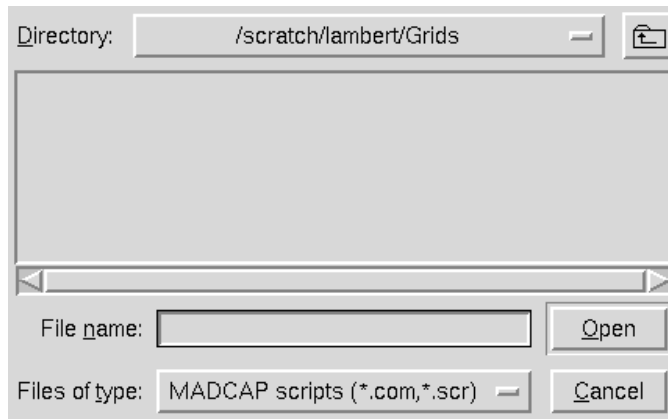 Directory: /scratch/lambert/Grids
File name: Open
Files of type: MADCAP scripts (*.com,*.scr) Cancel